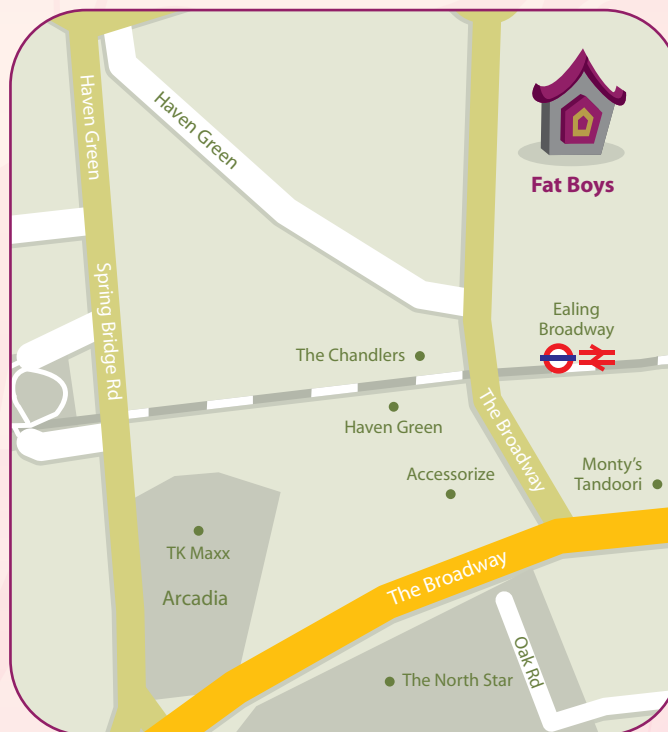 Haven Green
Haven Green
Fat Boys
Spring Bridge Rd
Ealing
Broadway
The Chandlers
Haven Green
The Broadway
Accessorize
Monty’s
Tandoori
TK Maxx
Arcadia
The Broadway
Oak Rd
The North Star